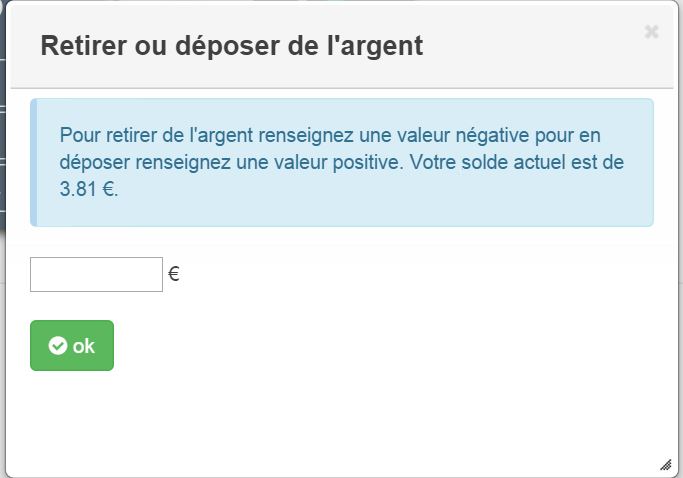 Retirer ou déposer de l'argent
Pour retirer de l'argent renseignez une valeur négative pour en
déposer renseignez une valeur positive. Votre solde actuel est de
3.81 €.
€
ok